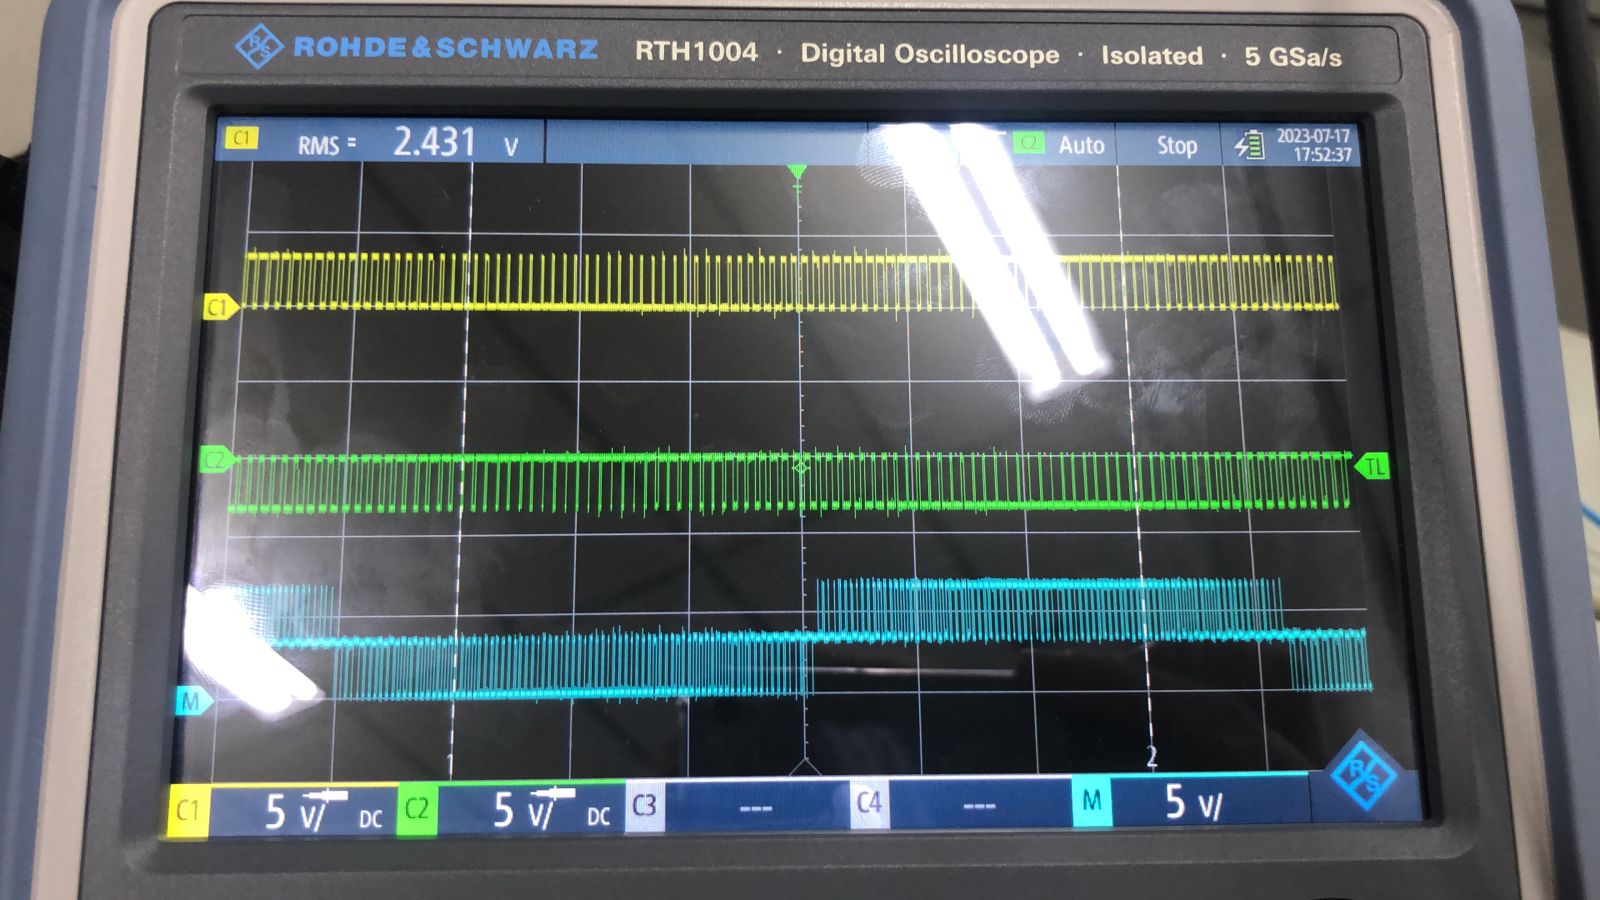 R S ROHDE & SCHWARZ RTH1004 · Digital Oscilloscope · Isolated · 5 GSa/s
C1 RMS = 2.431 V C2 Auto Stop 2023-07-17
17:52:37
C1
C2 TL
M
1 2
R S
C1 5 V/ DC C2 5 V/ DC C3 --- C4 --- M 5 V/